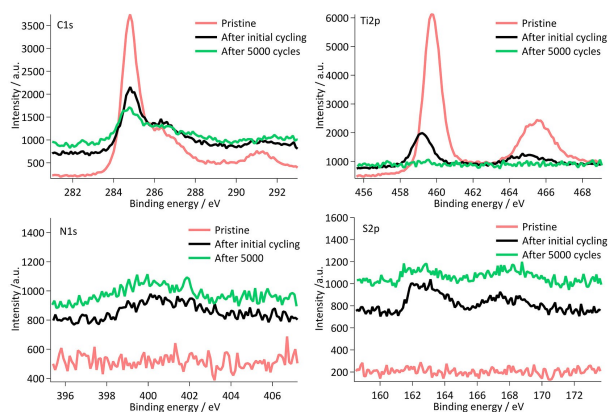 C1s
Pristine
After initial cycling
After 5000 cycles
3500
3000
2500
2000
1500
1000
500
Intensity / a.u.
282 284 286 288 290 292
Binding energy / eV
Ti2p
Pristine
After initial cycling
After 5000 cycles
6000
5000
4000
3000
2000
1000
Intensity / a.u.
456 458 460 462 464 466 468
Binding energy / eV
N1s
Pristine
After initial cycling
After 5000
1400
1200
1000
800
600
400
Intensity /a.u.
396 398 400 402 404 406
Binding energy / eV
S2p
Pristine
After initial cycling
After 5000 cycles
1600
1400
1200
1000
800
600
400
200
Intensity /a.u.
160 162 165 167 170 172
Binding energy / eV